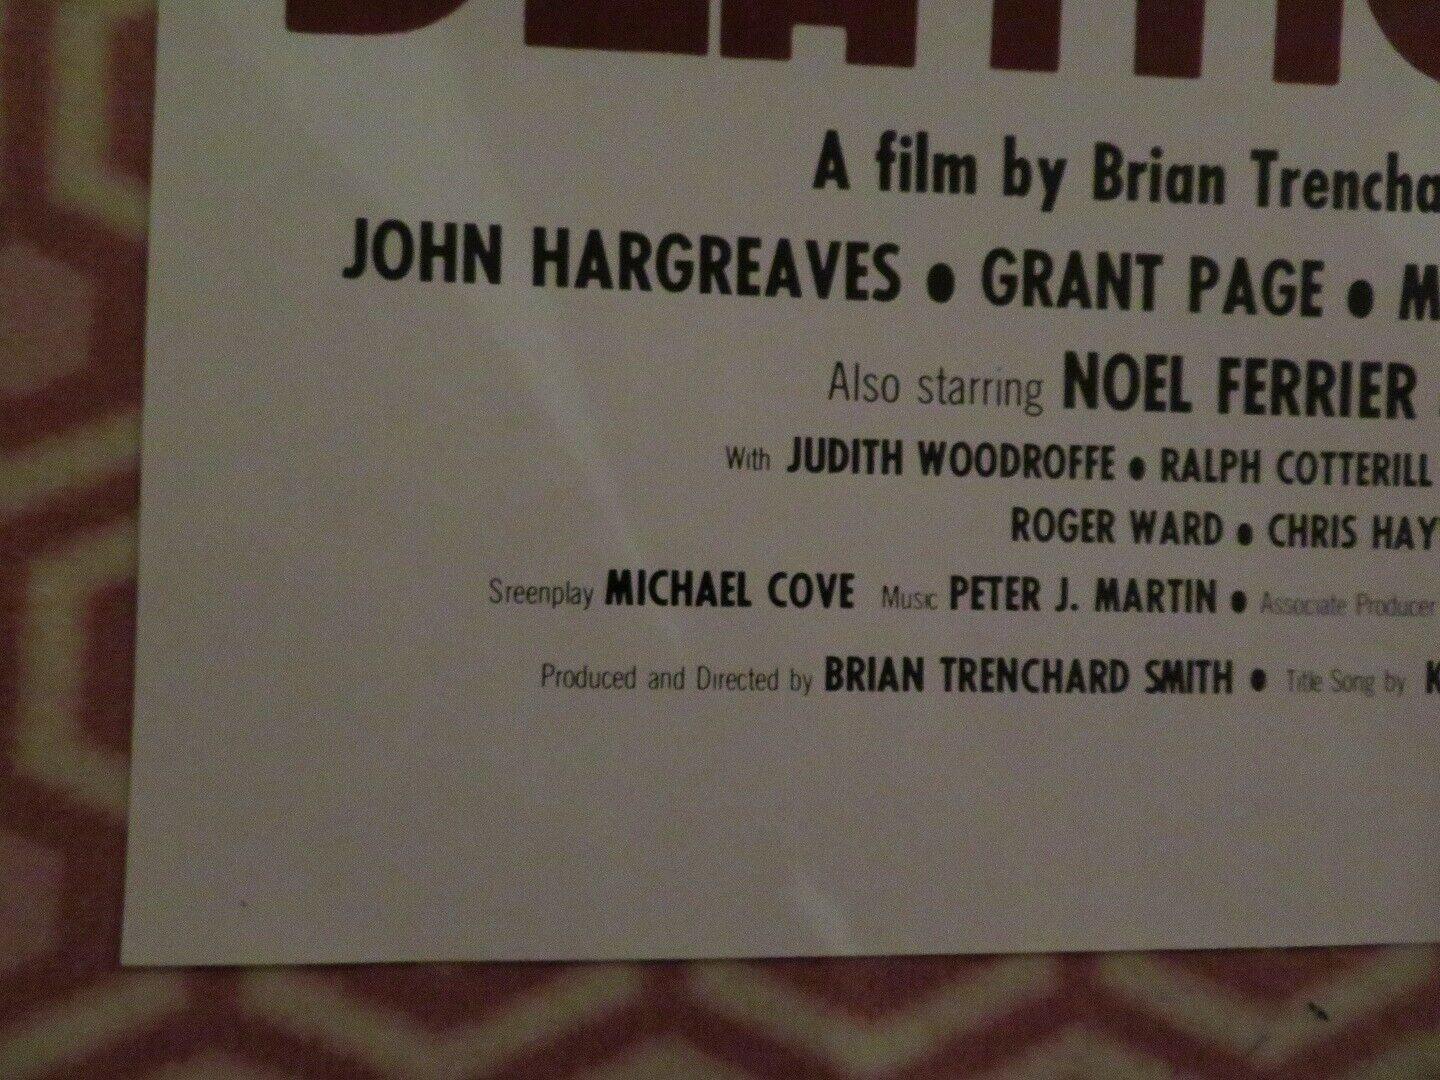 A film by Brian Trencha
JOHN HARGREAVES • GRANT PAGE • M
Also starring NOEL FERRIER
With JUDITH WOODROFFE • RALPH COTTERILL
ROGER WARD • CHRIS HAY
Sreenplay MICHAEL COVE Music PETER J. MARTIN • Associate Producer
Produced and Directed by BRIAN TRENCHARD SMITH • Title Song by K